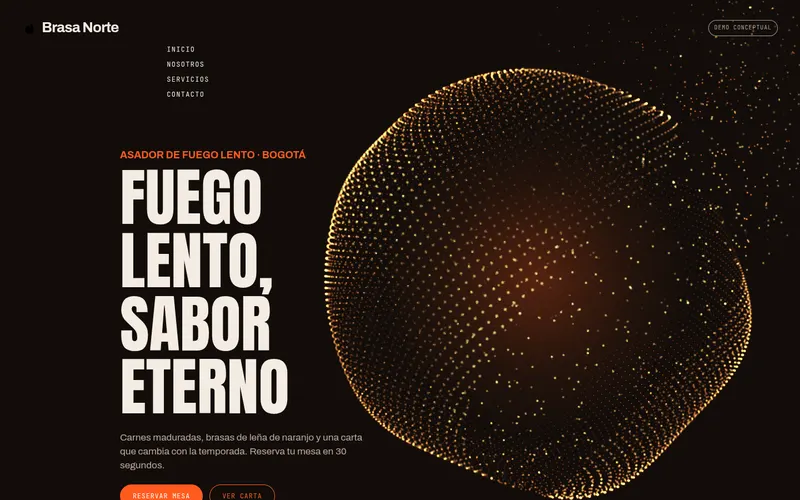 Brasa Norte
DEMO CONCEPTUAL
INICIO
NOSOTROS
SERVICIOS
CONTACTO
ASADOR DE FUEGO LENTO · BOGOTÁ
FUEGO
LENTO,
SABOR
ETERNO
Carnes maduradas, brasas de leña de naranjo y una carta
que cambia con la temporada. Reserva tu mesa en 30
segundos.
RESERVAR MESA
VER CARTA